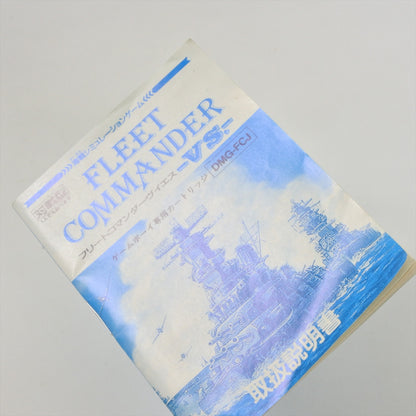 >>>海戦シミュレーションゲーム<<<
FLEET
COMMANDER
-VS.-
フリートコマンダーヴイエス
ゲームボーイ専用カートリッジ DMG-FCJ
取扱説明書